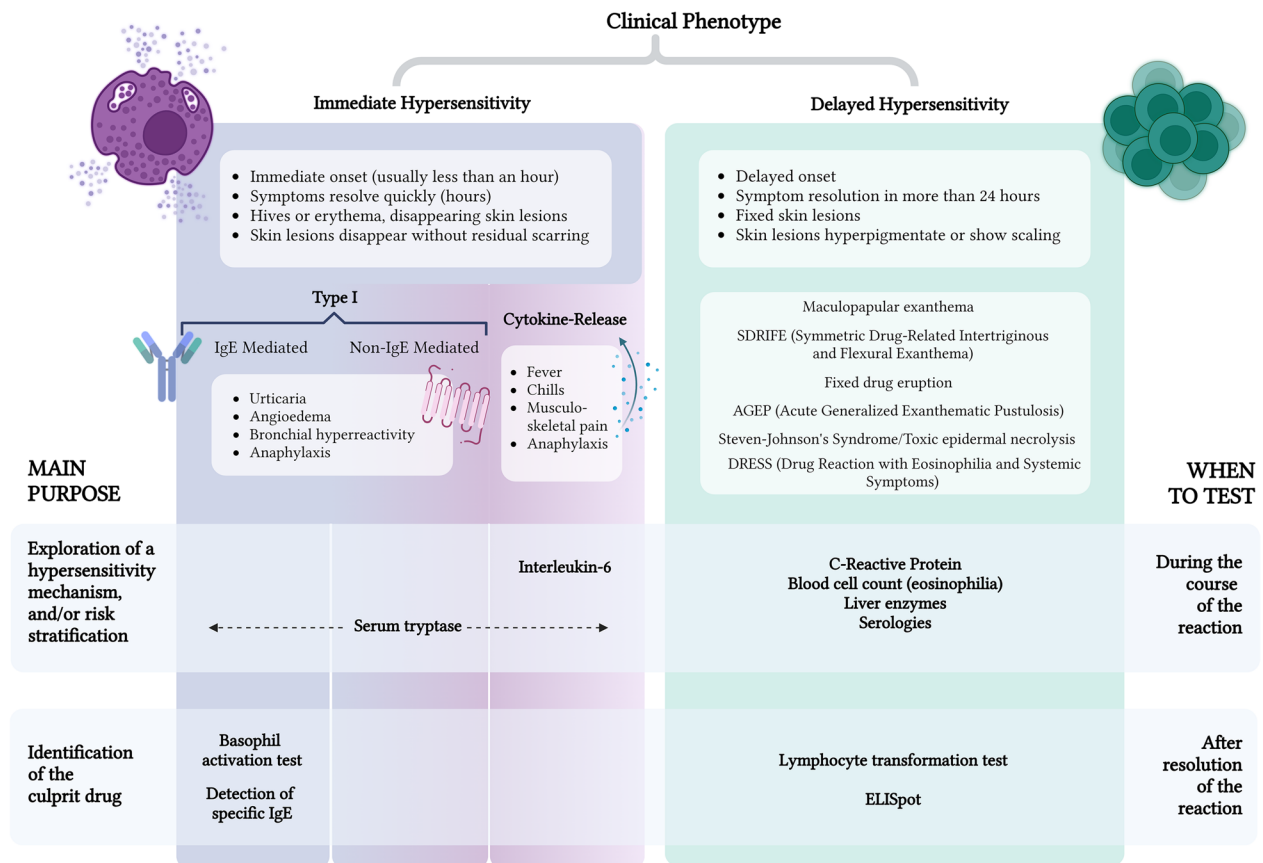 Clinical Phenotype
Immediate Hypersensitivity
• Immediate onset (usually less than an hour)
• Symptoms resolve quickly (hours)
• Hives or erythema, disappearing skin lesions
• Skin lesions disappear without residual scarring
Type I
IgE Mediated
Non-IgE Mediated
• Urticaria
• Angioedema
• Bronchial hyperreactivity
• Anaphylaxis
Cytokine-Release
• Fever
• Chills
• Musculo-
skeletal pain
• Anaphylaxis
Delayed Hypersensitivity
• Delayed onset
• Symptom resolution in more than 24 hours
• Fixed skin lesions
• Skin lesions hyperpigmentate or show scaling
Maculopapular exanthema
SDRIFE (Symmetric Drug-Related Intertriginous
and Flexural Exanthema)
Fixed drug eruption
AGEP (Acute Generalized Exanthematic Pustulosis)
Steven-Johnson's Syndrome/Toxic epidermal necrolysis
DRESS (Drug Reaction with Eosinophilia and Systemic
Symptoms)
MAIN
PURPOSE
WHEN
TO TEST
Exploration of a
hypersensitivity
mechanism,
and/or risk
stratification
Interleukin-6
Serum tryptase
C-Reactive Protein
Blood cell count (eosinophilia)
Liver enzymes
Serologies
During the
course
of the
reaction
Identification
of the
culprit drug
Basophil
activation test
Detection of
specific IgE
Lymphocyte transformation test
ELISpot
After
resolution
of the
reaction